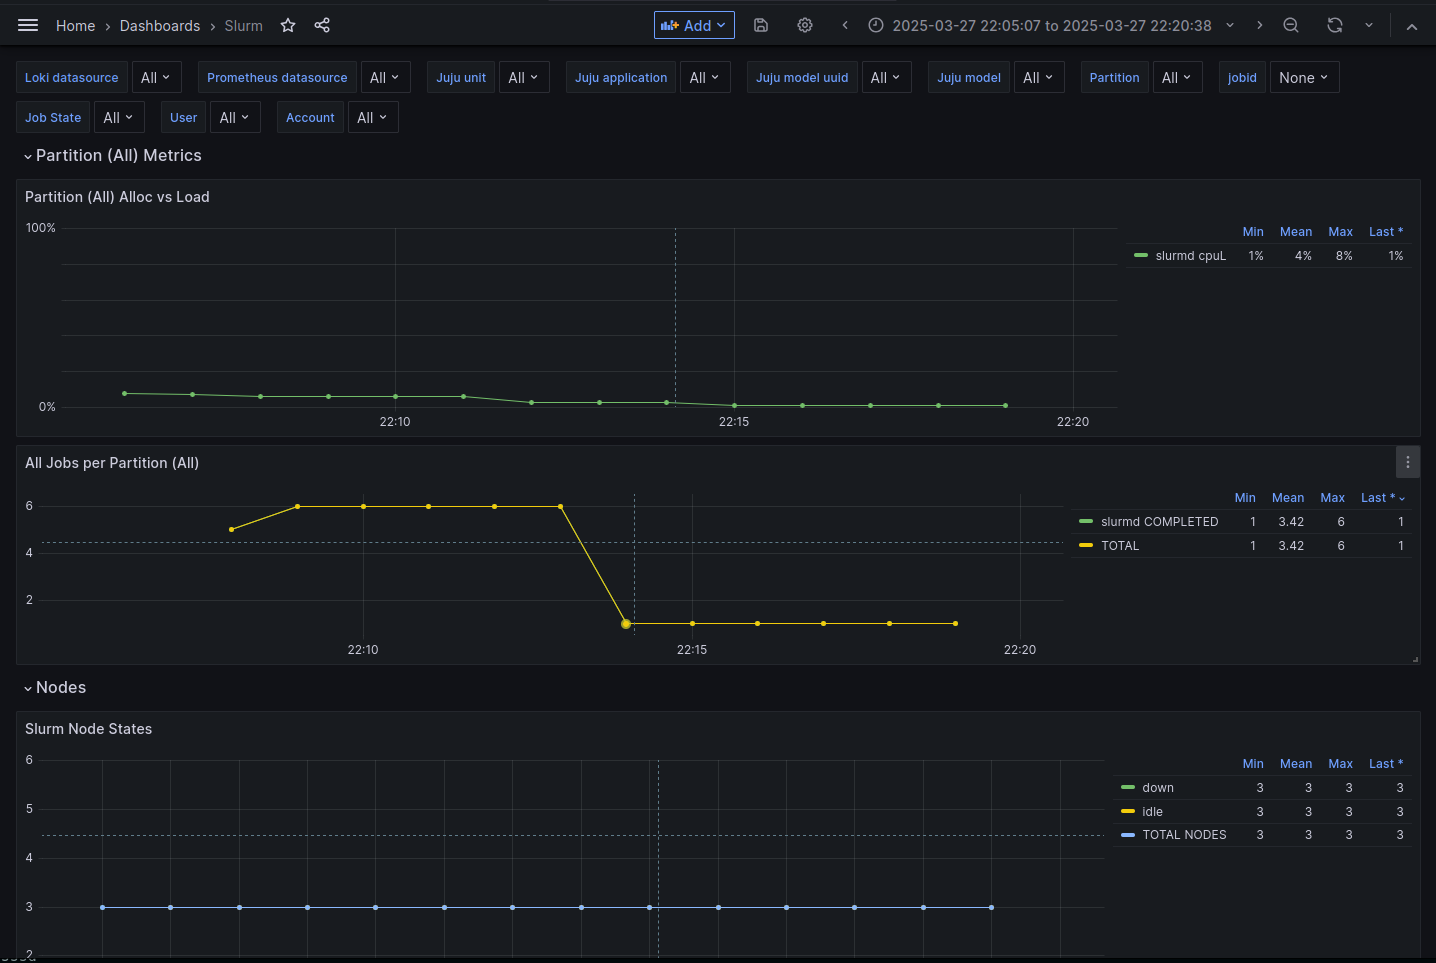 Home › Dashboards › Slurm Add 2025-03-27 22:05:07 to 2025-03-27 22:20:38
Loki datasource All Prometheus datasource All Juju unit All Juju application All Juju model uuid All Juju model All Partition All jobid None
Job State All User All Account All
Partition (All) Metrics
Partition (All) Alloc vs Load
100%
0%
22:10 22:15 22:20
Min Mean Max Last *
slurmd cpuL 1% 4% 8% 1%
All Jobs per Partition (All)
6
4
2
22:10 22:15 22:20
Min Mean Max Last *
slurmd COMPLETED 1 3.42 6 1
TOTAL 1 3.42 6 1
Nodes
Slurm Node States
6
5
4
3
2
Min Mean Max Last *
down 3 3 3 3
idle 3 3 3 3
TOTAL NODES 3 3 3 3